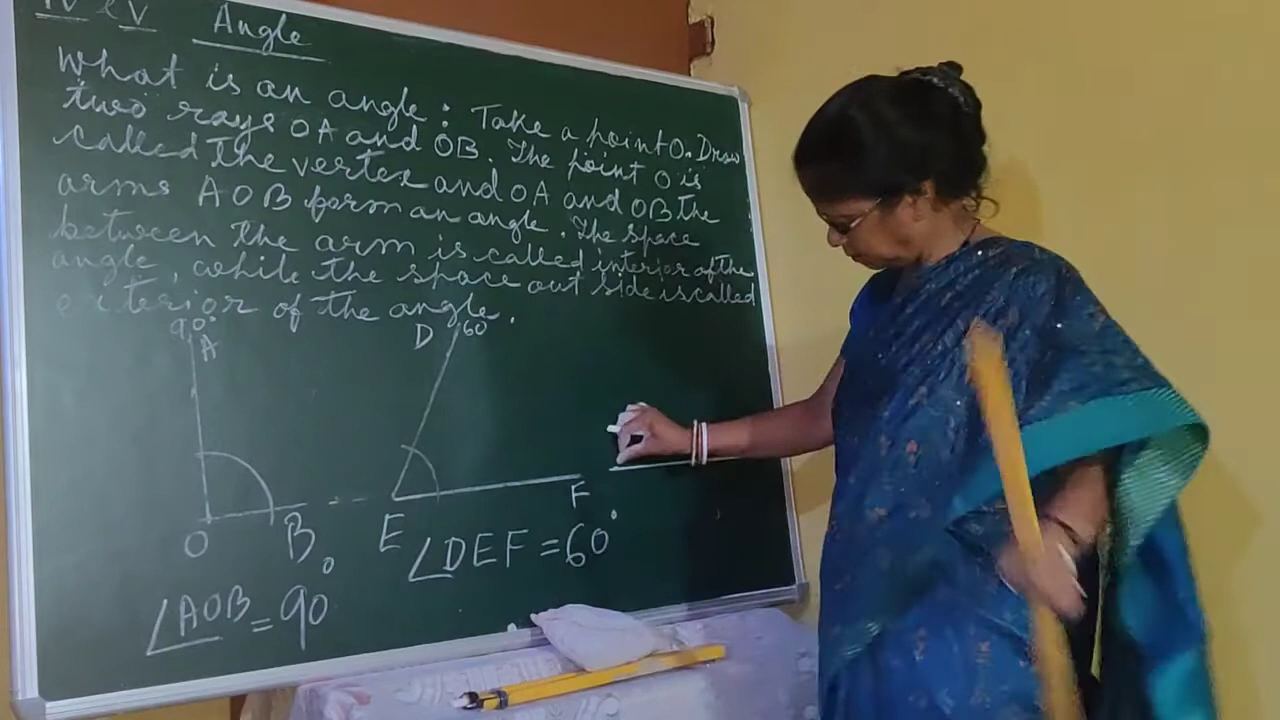 IV & V Angle
What is an angle : Take a point O. Draw
two rays OA and OB. The point O is
called the vertex and OA and OB the
arms AOB form an angle. The space
between the arm is called interior of the
angle, while the space out side is called
exterior of the angle.
90°
A
D 60°
O
B
E
F
∠AOB = 90°
∠DEF = 60°